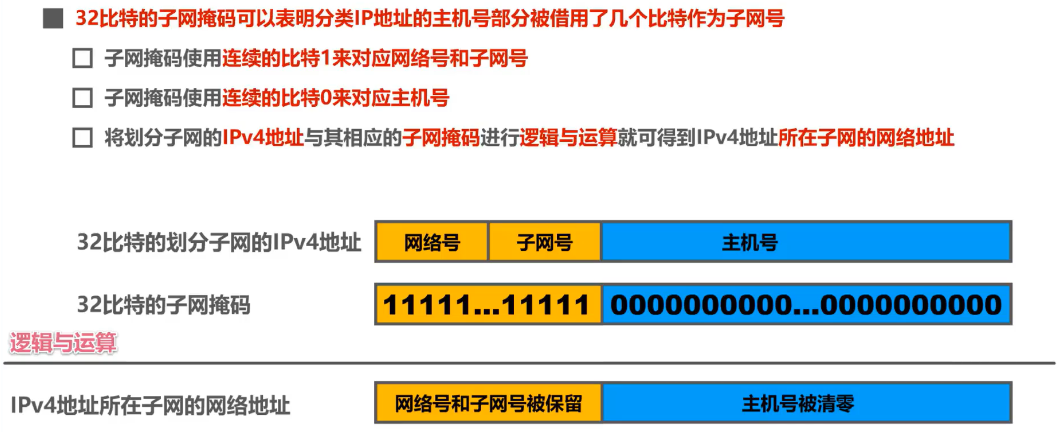 32比特的子网掩码可以表明分类IP地址的主机号部分被借用了几个比特作为子网号
子网掩码使用连续的比特1来对应网络号和子网号
子网掩码使用连续的比特0来对应主机号
将划分子网的IPv4地址与其相应的子网掩码进行逻辑与运算就可得到IPv4地址所在子网的网络地址
32比特的划分子网的IPv4地址 网络号 子网号 主机号
32比特的子网掩码 11111...11111 0000000000...0000000000
逻辑与运算
IPv4地址所在子网的网络地址 网络号和子网号被保留 主机号被清零